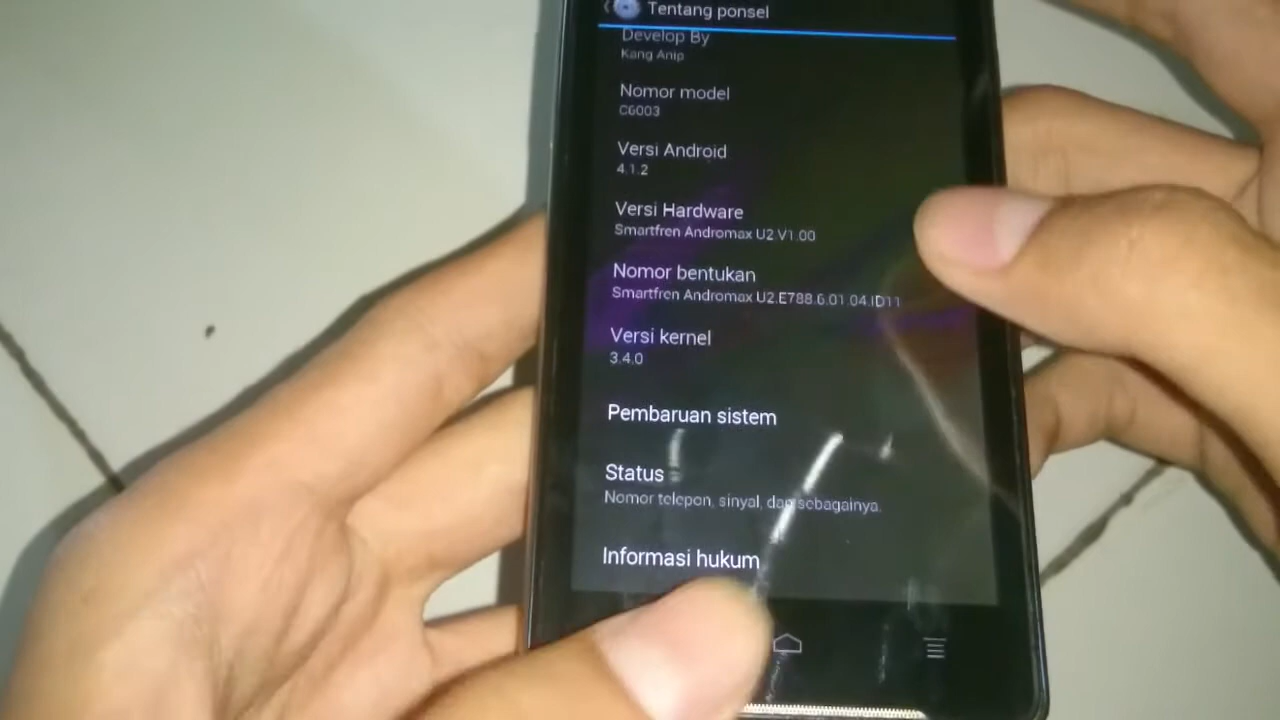 Tentang ponsel
Develop By
Kang Anip
Nomor model
C6003
Versi Android
4.1.2
Versi Hardware
Smartfren Andromax U2.V1.00
Nomor bentukan
Smartfren Andromax U2.E788.6.01.04.ID11
Versi kernel
3.4.0
Pembaruan sistem
Status
Nomor telepon, sinyal, dan sebagainya.
Informasi hukum